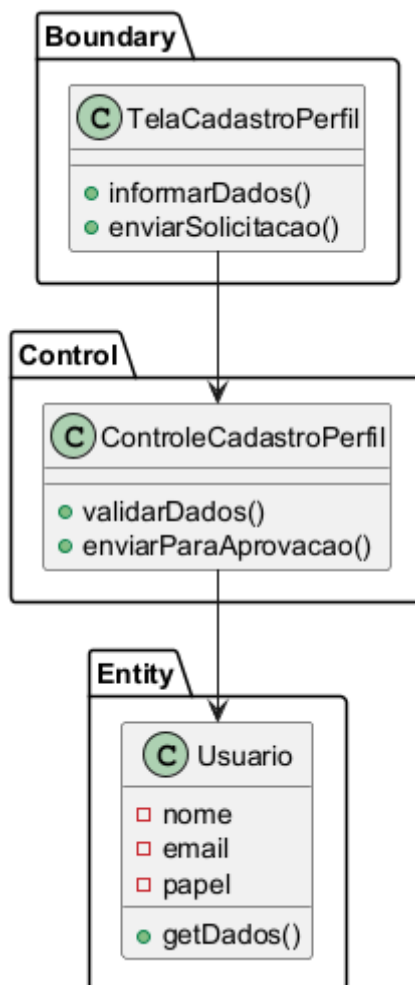 Boundary
C TelaCadastroPerfil
informarDados()
enviarSolicitacao()
Control
C ControleCadastroPerfil
validarDados()
enviarParaAprovacao()
Entity
C Usuario
nome
email
papel
getDados()